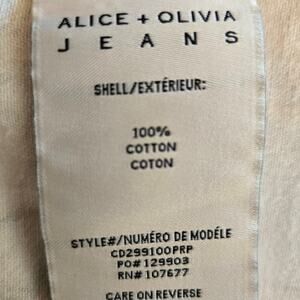 ALICE + OLIVIA
JEANS
SHELL/EXTÉRIEUR:
100%
COTTON
COTON
STYLE#/NUMÉRO DE MODÉLE
CD299100PRP
PO# 129903
RN# 107677
CARE ON REVERSE